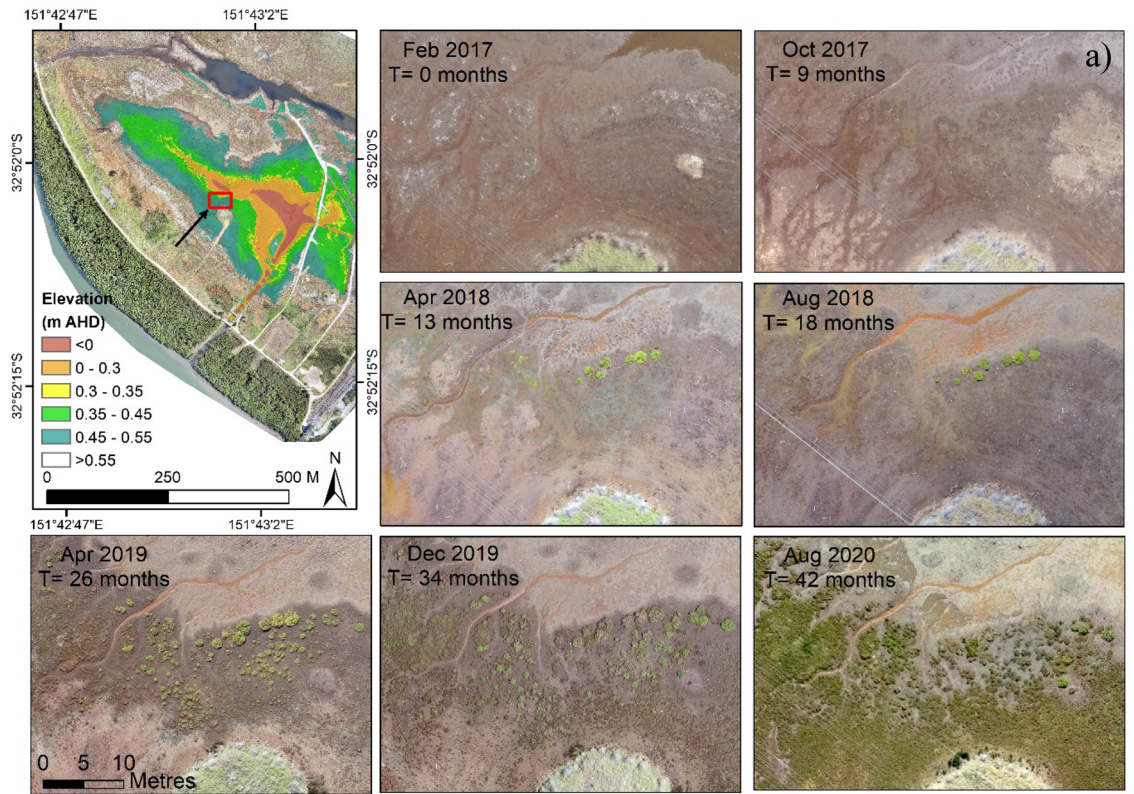 151°42'47"E 151°43'2"E
32°52'0"S
32°52'15"S
Elevation
(m AHD)
<0
0 - 0.3
0.3 - 0.35
0.35 - 0.45
0.45 - 0.55
>0.55
0 250 500 M
N
151°42'47"E 151°43'2"E
32°52'0"S
32°52'15"S
Feb 2017
T= 0 months
Oct 2017
T= 9 months
a)
Apr 2018
T= 13 months
Aug 2018
T= 18 months
Apr 2019
T= 26 months
0 5 10
Metres
Dec 2019
T= 34 months
Aug 2020
T= 42 months